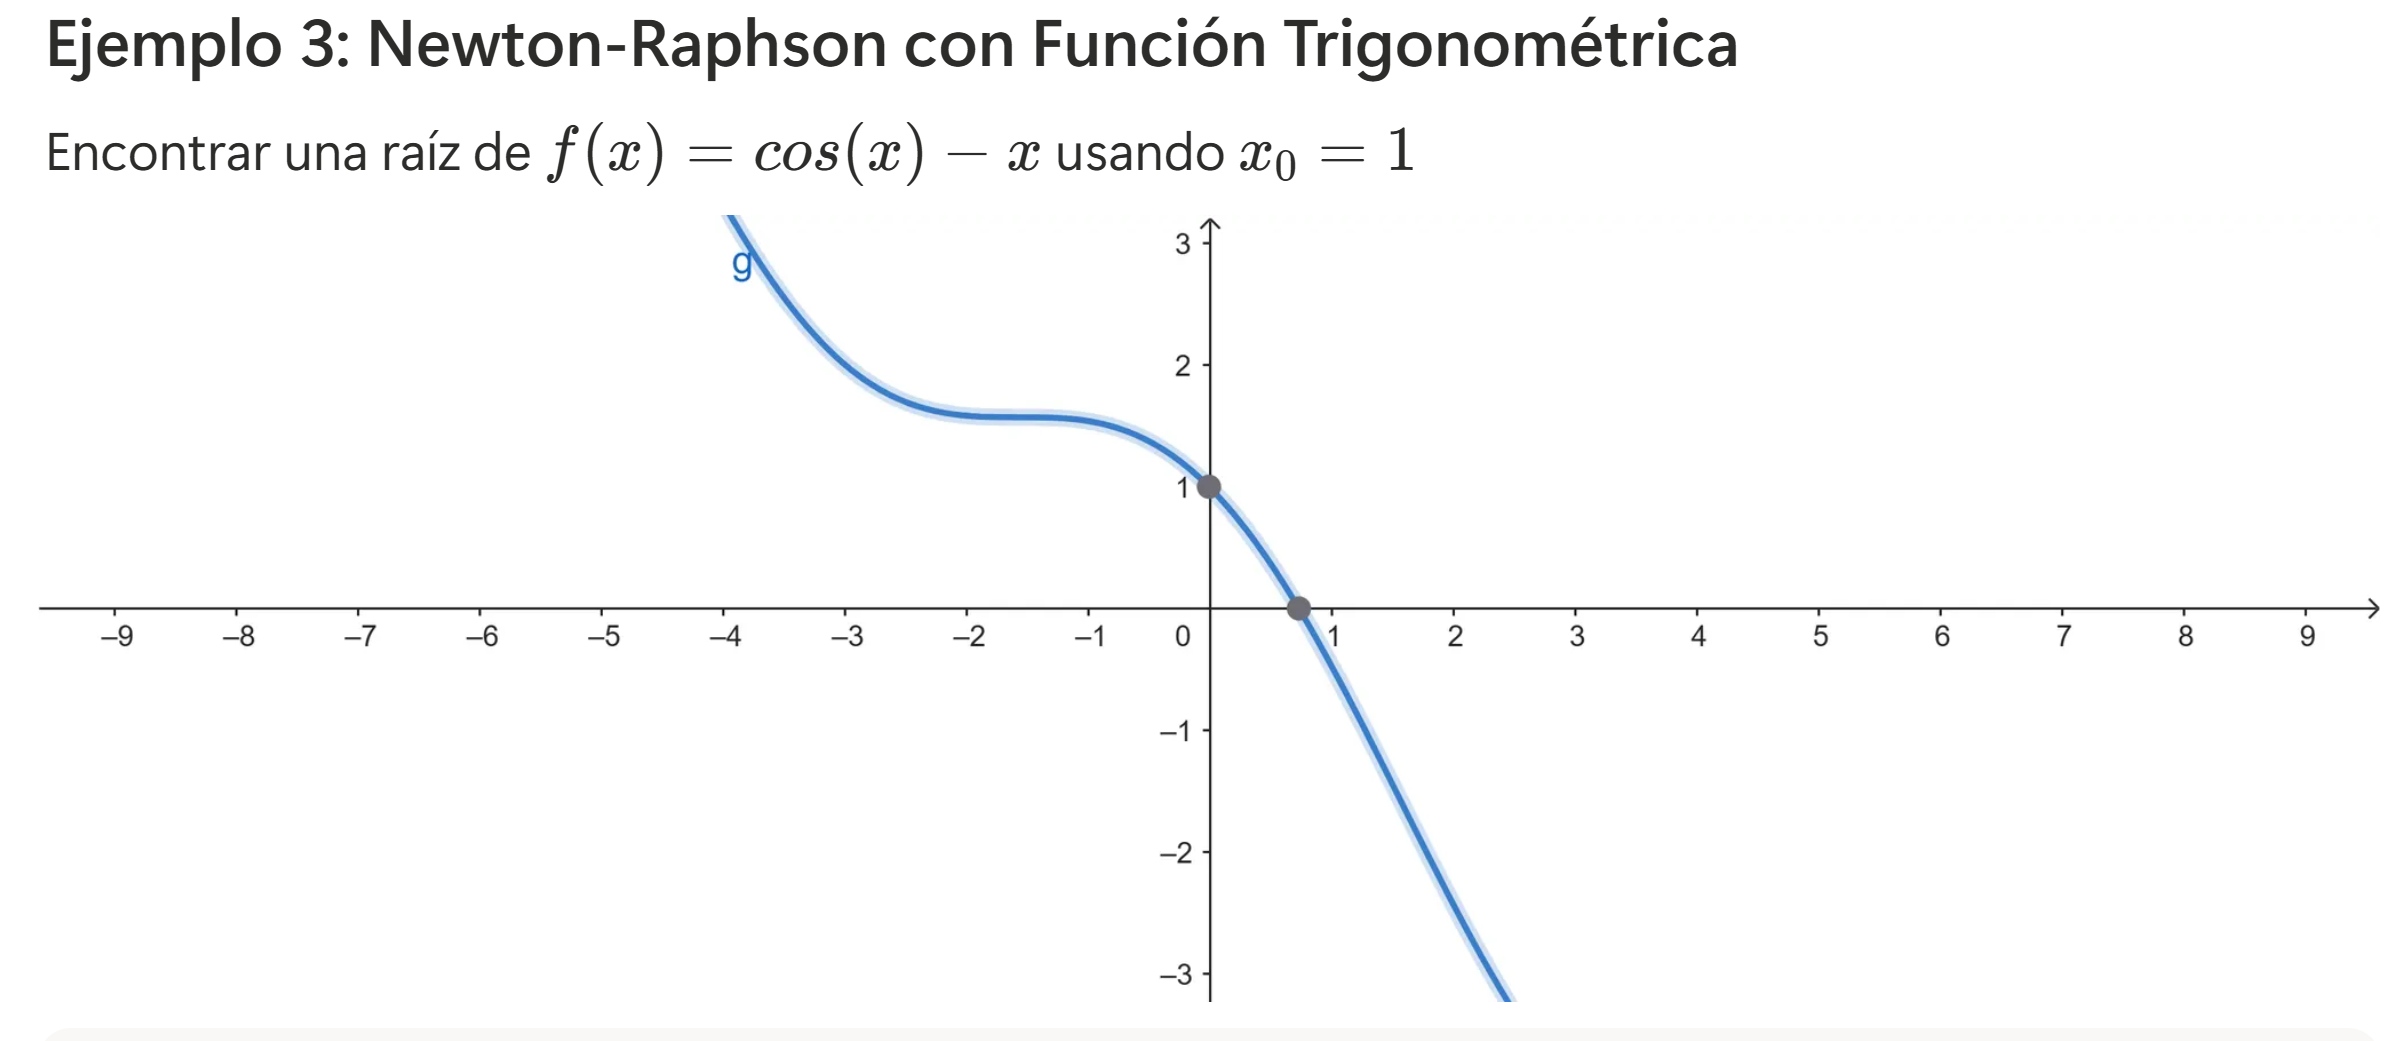 Ejemplo 3: Newton-Raphson con Función Trigonométrica
Encontrar una raíz de f(x) = cos(x) − x usando x₀ = 1
3
g
2
1
–9 –8 –7 –6 –5 –4 –3 –2 –1 0 1 2 3 4 5 6 7 8 9
–1
–2
–3